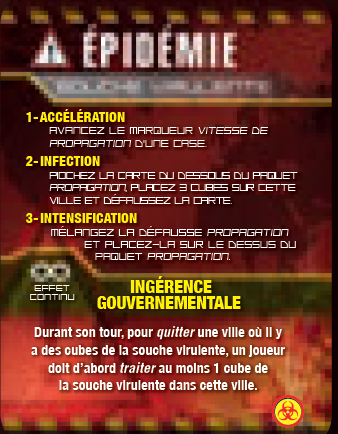 ÉPIDÉMIE
SOUCHE VIRULENTE
1-ACCÉLÉRATION
AVANCEZ LE MARQUEUR VITESSE DE
PROPAGATION D'UNE CASE.
2-INFECTION
PIOCHEZ LA CARTE DU DESSOUS DU PAQUET
PROPAGATION, PLACEZ 3 CUBES SUR CETTE
VILLE ET DÉFAUSSEZ LA CARTE.
3-INTENSIFICATION
MÉLANGEZ LA DÉFAUSSE PROPAGATION
ET PLACEZ-LA SUR LE DESSUS DU
PAQUET PROPAGATION.
EFFET
CONTINU
INGÉRENCE
GOUVERNEMENTALE
Durant son tour, pour quitter une ville où il y
a des cubes de la souche virulente, un joueur
doit d'abord traiter au moins 1 cube de
la souche virulente dans cette ville.